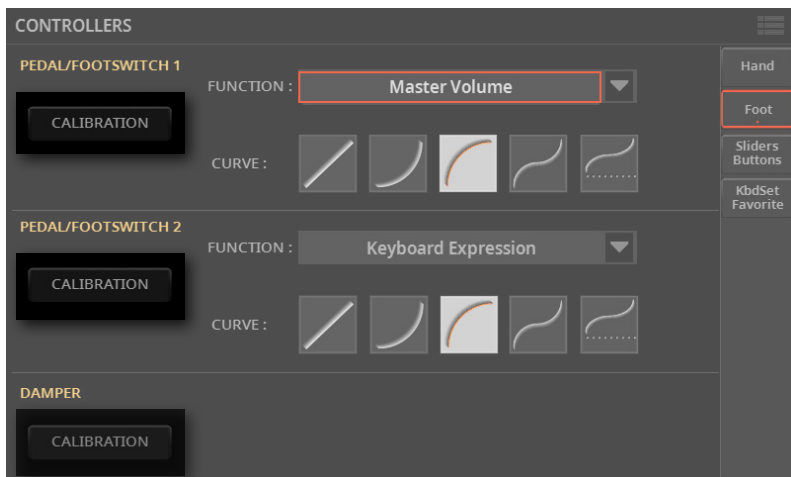 CONTROLLERS
PEDAL/FOOTSWITCH 1
FUNCTION :
Master Volume
CALIBRATION
CURVE :
PEDAL/FOOTSWITCH 2
FUNCTION :
Keyboard Expression
CALIBRATION
CURVE :
DAMPER
CALIBRATION
Hand
Foot
Sliders
Buttons
KbdSet
Favorite